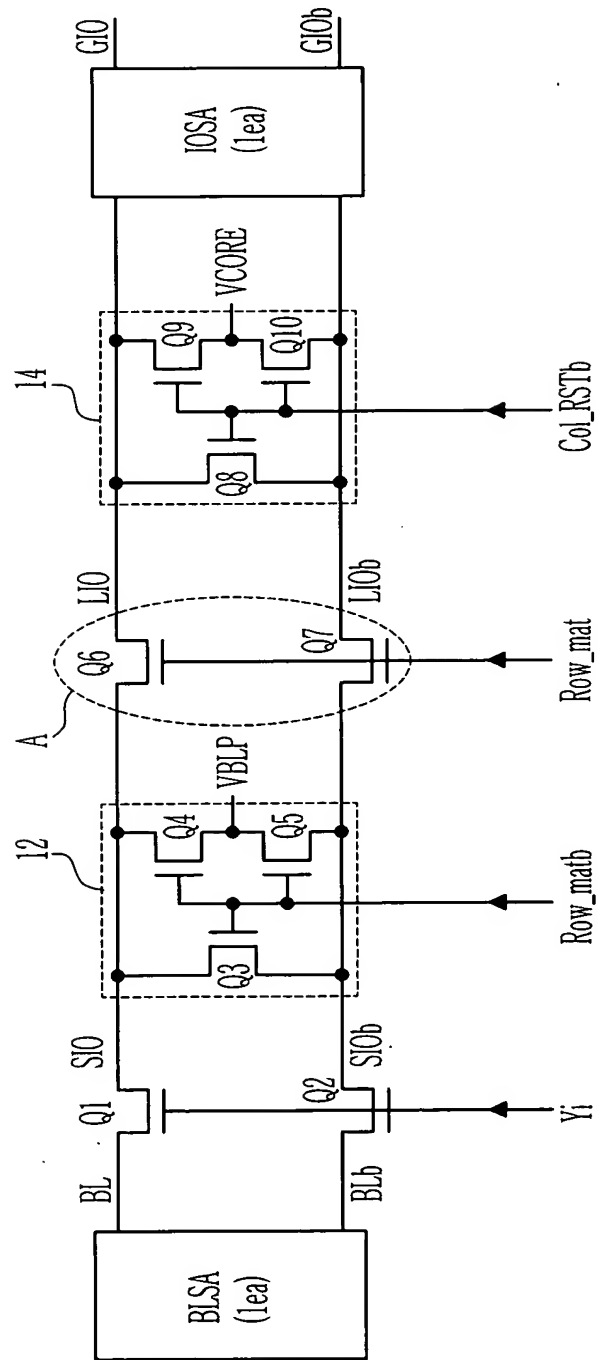 BLSA
(1ea)
BL
BLb
Q1
Q2
Yi
SIO
SIOb
12
Q3
Q4
Q5
VBLP
Row_matb
A
Q6
Q7
Row_mat
LIO
LIOb
14
Q8
Q9
Q10
VCORE
Col_RSTb
IOSA
(1ea)
GIO
GIOb